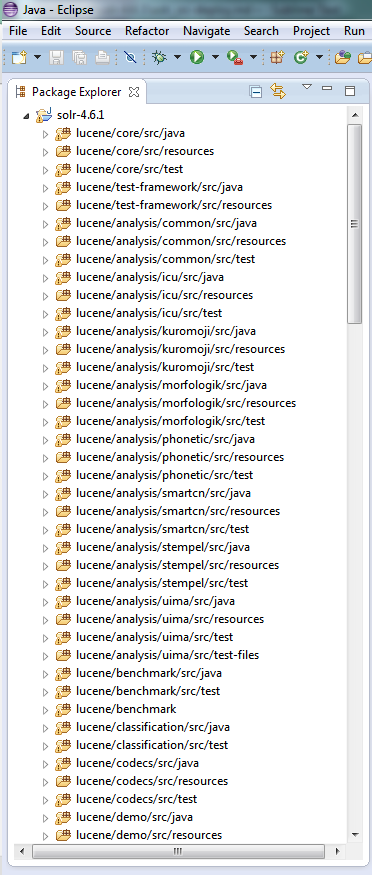 Java - Eclipse
File Edit Source Refactor Navigate Search Project Run
Package Explorer
solr-4.6.1
lucene/core/src/java
lucene/core/src/resources
lucene/core/src/test
lucene/test-framework/src/java
lucene/test-framework/src/resources
lucene/analysis/common/src/java
lucene/analysis/common/src/resources
lucene/analysis/common/src/test
lucene/analysis/icu/src/java
lucene/analysis/icu/src/resources
lucene/analysis/icu/src/test
lucene/analysis/kuromoji/src/java
lucene/analysis/kuromoji/src/resources
lucene/analysis/kuromoji/src/test
lucene/analysis/morfologik/src/java
lucene/analysis/morfologik/src/resources
lucene/analysis/morfologik/src/test
lucene/analysis/phonetic/src/java
lucene/analysis/phonetic/src/resources
lucene/analysis/phonetic/src/test
lucene/analysis/smartcn/src/java
lucene/analysis/smartcn/src/resources
lucene/analysis/smartcn/src/test
lucene/analysis/stempel/src/java
lucene/analysis/stempel/src/resources
lucene/analysis/stempel/src/test
lucene/analysis/uima/src/java
lucene/analysis/uima/src/resources
lucene/analysis/uima/src/test
lucene/analysis/uima/src/test-files
lucene/benchmark/src/java
lucene/benchmark/src/test
lucene/benchmark
lucene/classification/src/java
lucene/classification/src/test
lucene/codecs/src/java
lucene/codecs/src/resources
lucene/codecs/src/test
lucene/demo/src/java
lucene/demo/src/resources